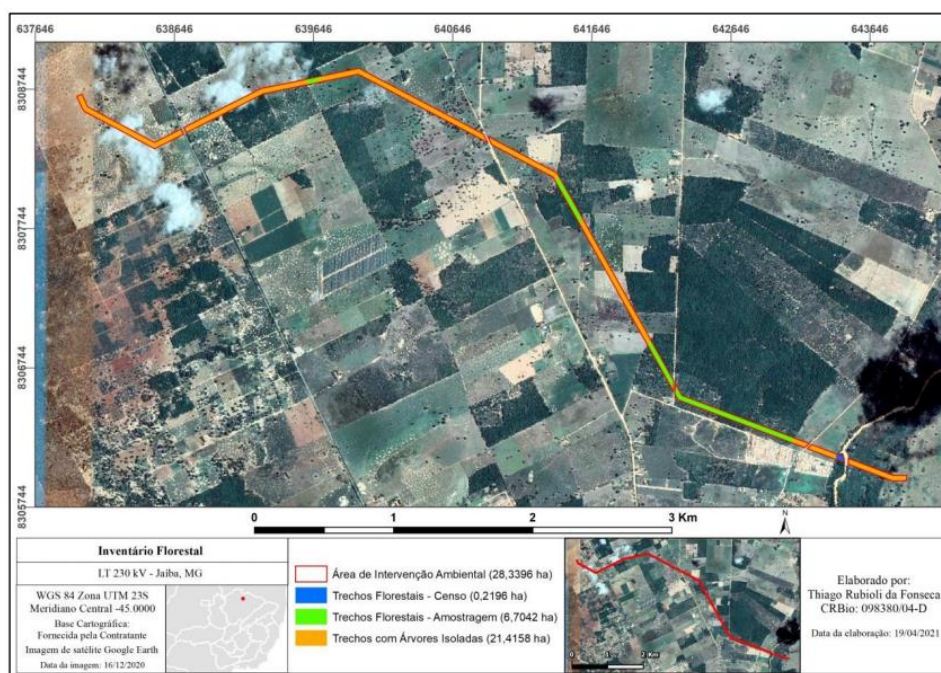 637646 638646 639646 640646 641646 642646 643646
8308744
8307744
8306744
8305744
0 1 2 3 Km
N
Inventário Florestal
LT 230 kV - Jaíba, MG
WGS 84 Zona UTM 23S
Meridiano Central -45.0000
Base Cartográfica:
Fornecida pela Contratante
Imagem de satélite Google Earth
Data da imagem: 16/12/2020
Área de Intervenção Ambiental (28,3396 ha)
Trechos Florestais - Censo (0,2196 ha)
Trechos Florestais - Amostragem (6,7042 ha)
Trechos com Árvores Isoladas (21,4158 ha)
0 1 2 Km
Elaborado por:
Thiago Rubioli da Fonseca
CRBio: 098380/04-D
Data da elaboração: 19/04/2021